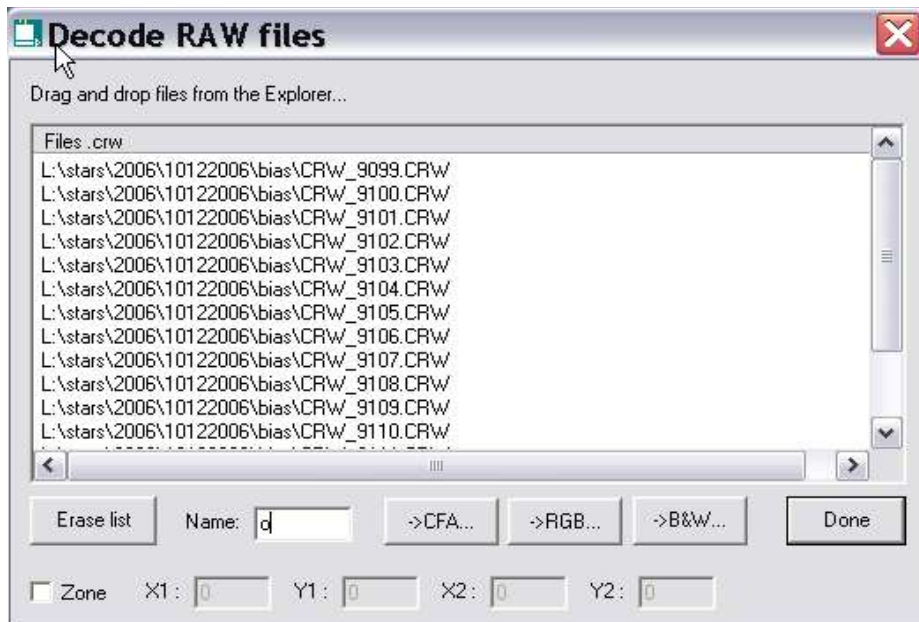 Decode RAW files
Drag and drop files from the Explorer...
Files .crw
L:\stars\2006\10122006\bias\CRW_9099.CRW
L:\stars\2006\10122006\bias\CRW_9100.CRW
L:\stars\2006\10122006\bias\CRW_9101.CRW
L:\stars\2006\10122006\bias\CRW_9102.CRW
L:\stars\2006\10122006\bias\CRW_9103.CRW
L:\stars\2006\10122006\bias\CRW_9104.CRW
L:\stars\2006\10122006\bias\CRW_9105.CRW
L:\stars\2006\10122006\bias\CRW_9106.CRW
L:\stars\2006\10122006\bias\CRW_9107.CRW
L:\stars\2006\10122006\bias\CRW_9108.CRW
L:\stars\2006\10122006\bias\CRW_9109.CRW
L:\stars\2006\10122006\bias\CRW_9110.CRW
Erase list Name: o ->CFA... ->RGB... ->B&W... Done
Zone X1 : 0 Y1 : 0 X2 : 0 Y2 : 0